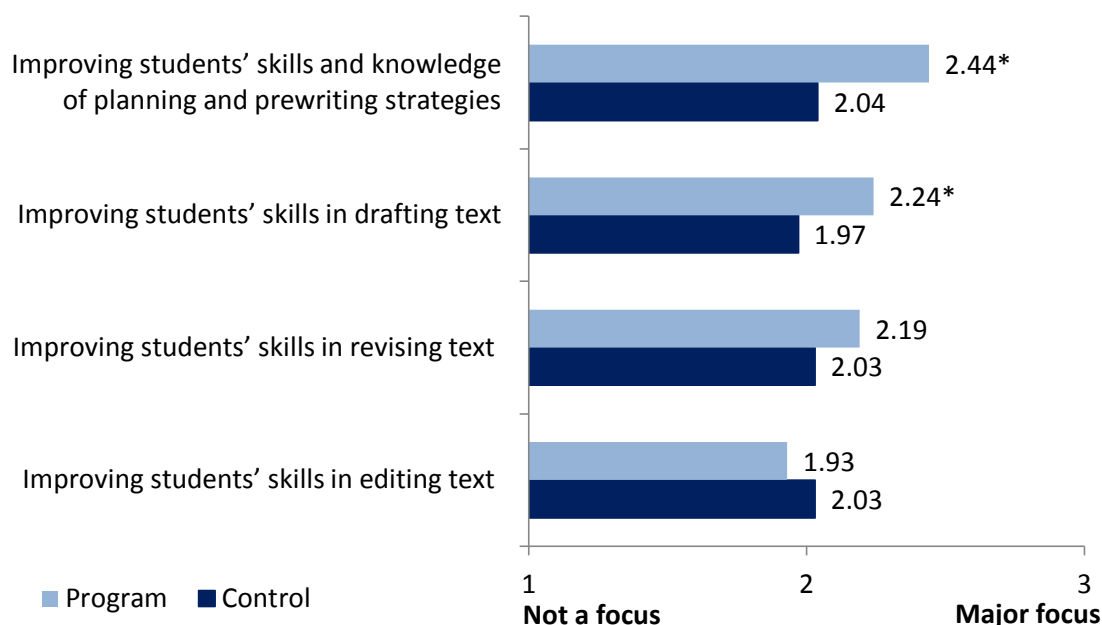 Improving students’ skills and knowledge
of planning and prewriting strategies
2.44*
2.04
Improving students’ skills in drafting text
2.24*
1.97
Improving students’ skills in revising text
2.19
2.03
Improving students’ skills in editing text
1.93
2.03
1 2 3
Not a focus Major focus
Program Control